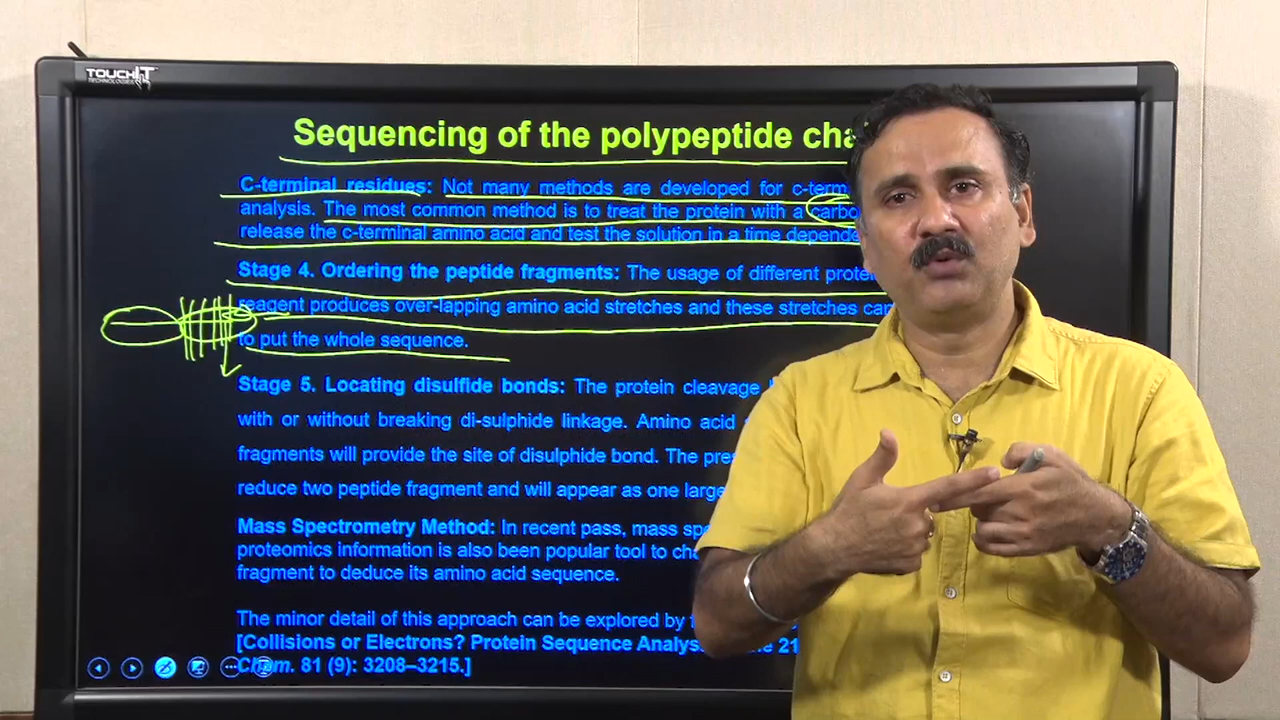 TOUCHIT
TECHNOLOGIES
Sequencing of the polypeptide cha
C-terminal residues: Not many methods are developed for c-term
analysis. The most common method is to treat the protein with a carbo
release the c-terminal amino acid and test the solution in a time depende
Stage 4. Ordering the peptide fragments: The usage of different protei
reagent produces over-lapping amino acid stretches and these stretches can
to put the whole sequence.
Stage 5. Locating disulfide bonds: The protein cleavage
with or without breaking di-sulphide linkage. Amino acid
fragments will provide the site of disulphide bond. The pre
reduce two peptide fragment and will appear as one large
Mass Spectrometry Method: In recent pass, mass spe
proteomics information is also been popular tool to ch
fragment to deduce its amino acid sequence.
The minor detail of this approach can be explored by
[Collisions or Electrons? Protein Sequence Analys 21
Chem. 81 (9): 3208–3215.]